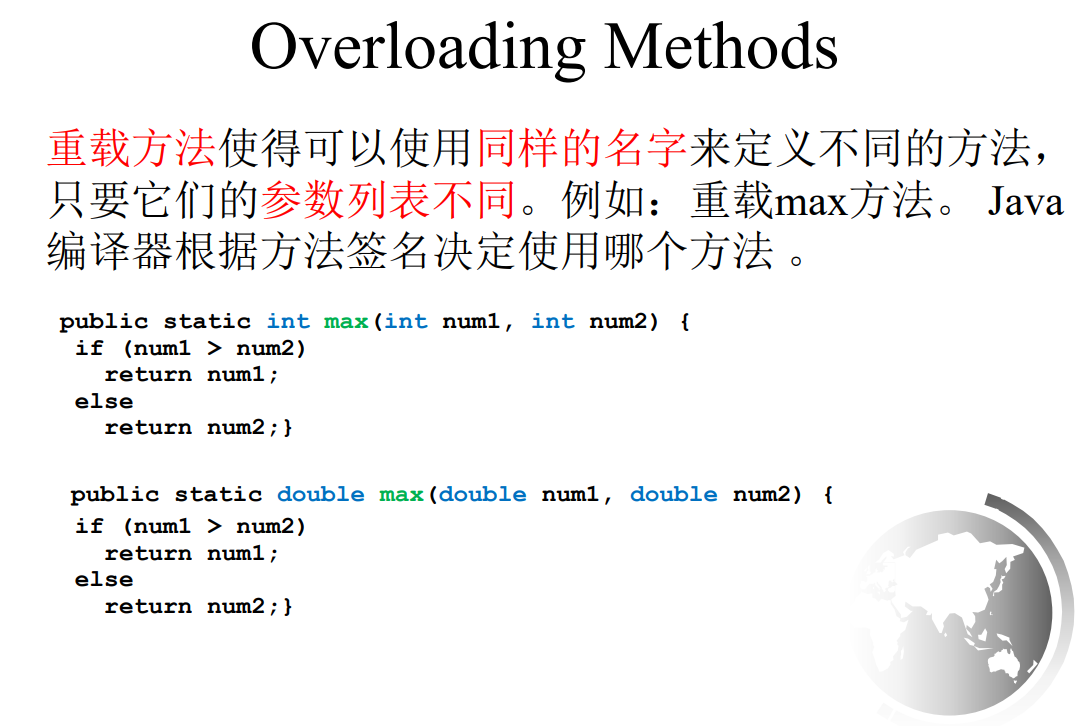 Overloading Methods
重载方法使得可以使用同样的名字来定义不同的方法，
只要它们的参数列表不同。例如：重载max方法。 Java
编译器根据方法签名决定使用哪个方法 。
public static int max(int num1, int num2) {
if (num1 > num2)
return num1;
else
return num2;}
public static double max(double num1, double num2) {
if (num1 > num2)
return num1;
else
return num2;}